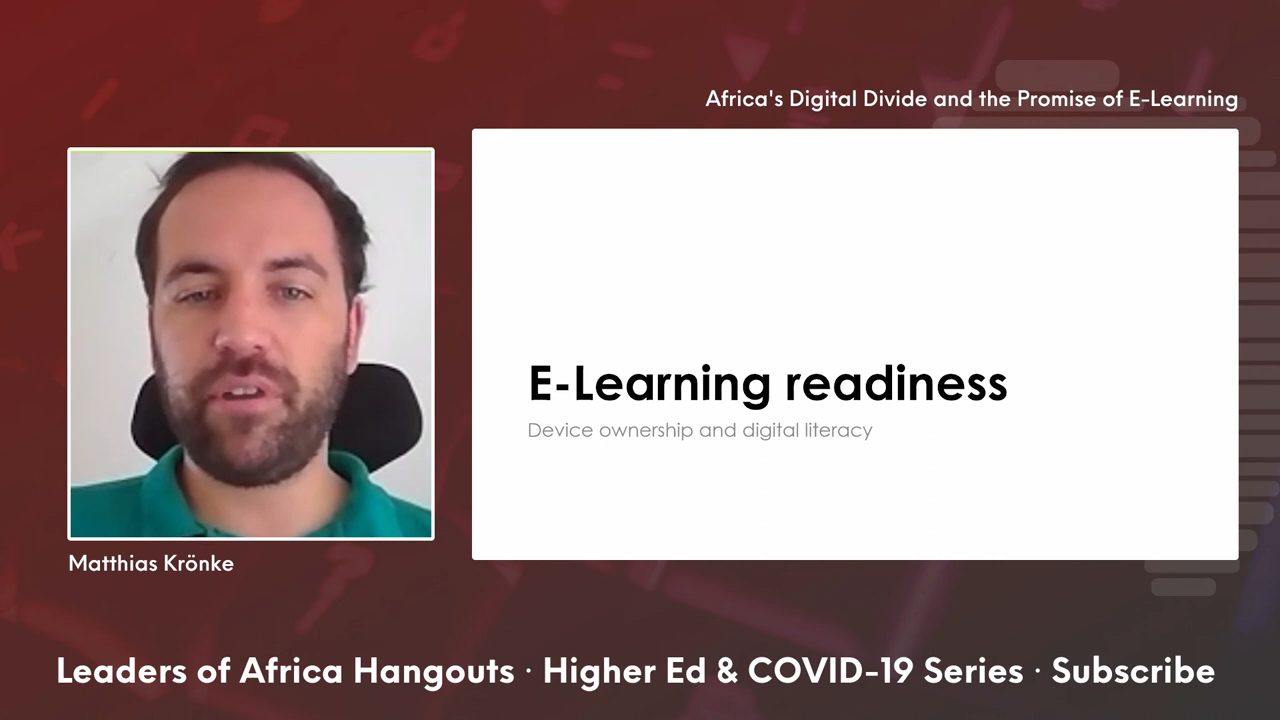 Africa's Digital Divide and the Promise of E-Learning
E-Learning readiness
Device ownership and digital literacy
Matthias Krönke
Leaders of Africa Hangouts · Higher Ed & COVID-19 Series · Subscribe